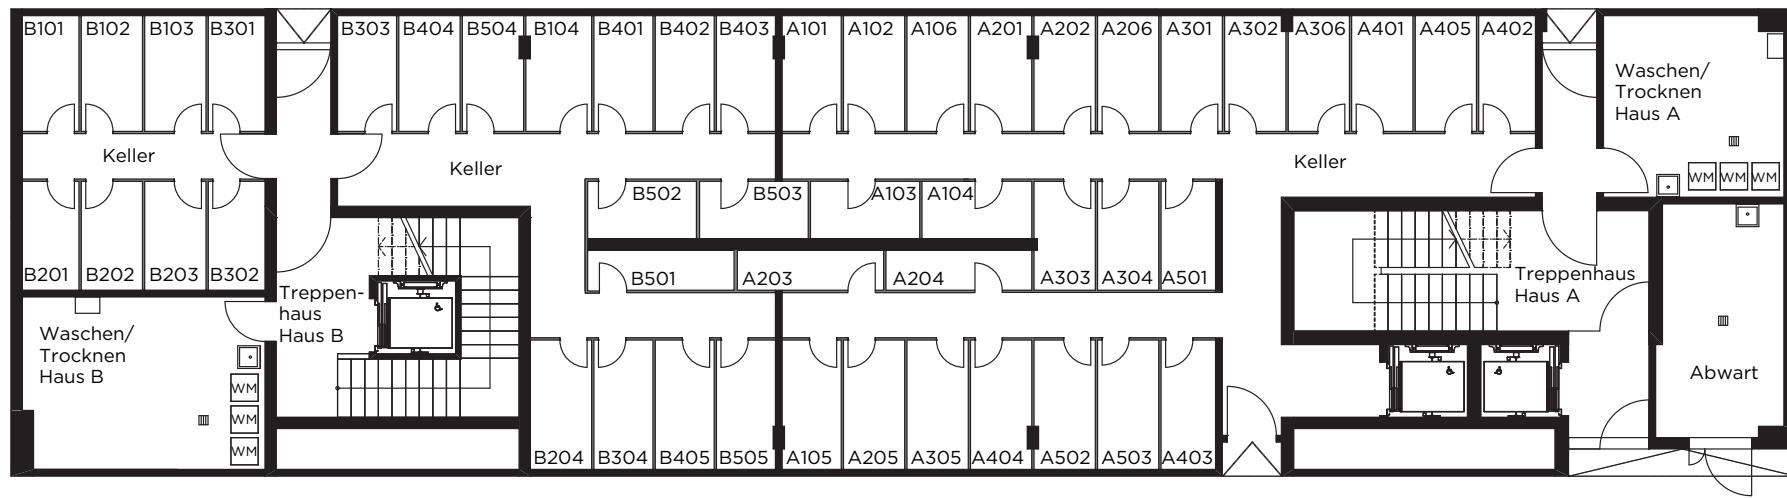 B101 B102 B103 B301 B303 B404 B504 B104 B401 B402 B403 A101 A102 A106 A201 A202 A206 A301 A302 A306 A401 A405 A402
Waschen/
Trocknen
Haus A
Keller
Keller
Keller
WM WM WM
B502 B503 A103 A104
B201 B202 B203 B302
B501 A203 A204 A303 A304 A501
Treppen-
haus
Haus B
Treppenhaus
Haus A
Waschen/
Trocknen
Haus B
Abwart
WM
WM
WM
B204 B304 B405 B505 A105 A205 A305 A404 A502 A503 A403